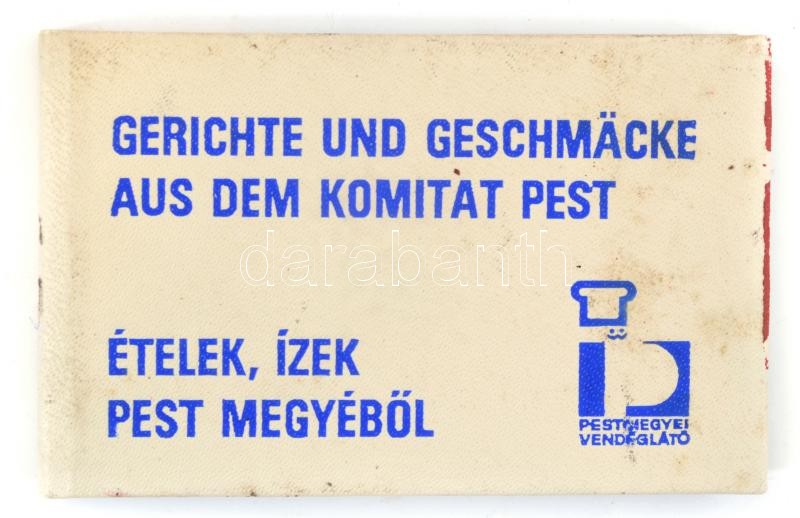 GERICHTE UND GESCHMÄCKE
AUS DEM KOMITAT PEST
darabanth
ÉTELEK, ÍZEK
PEST MEGYÉBŐL
PESTMEGYEI
VENDÉGLÁTÓ